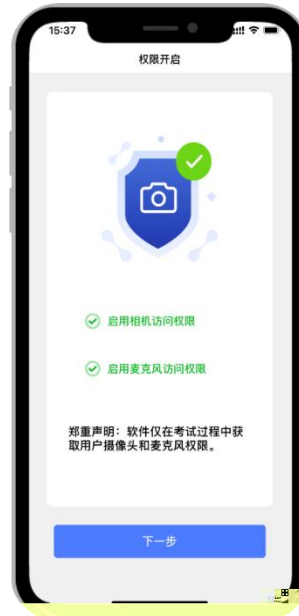 15:37
权限开启
启用相机访问权限
启用麦克风访问权限
郑重声明：软件仅在考试过程中获
取用户摄像头和麦克风权限。
下一步